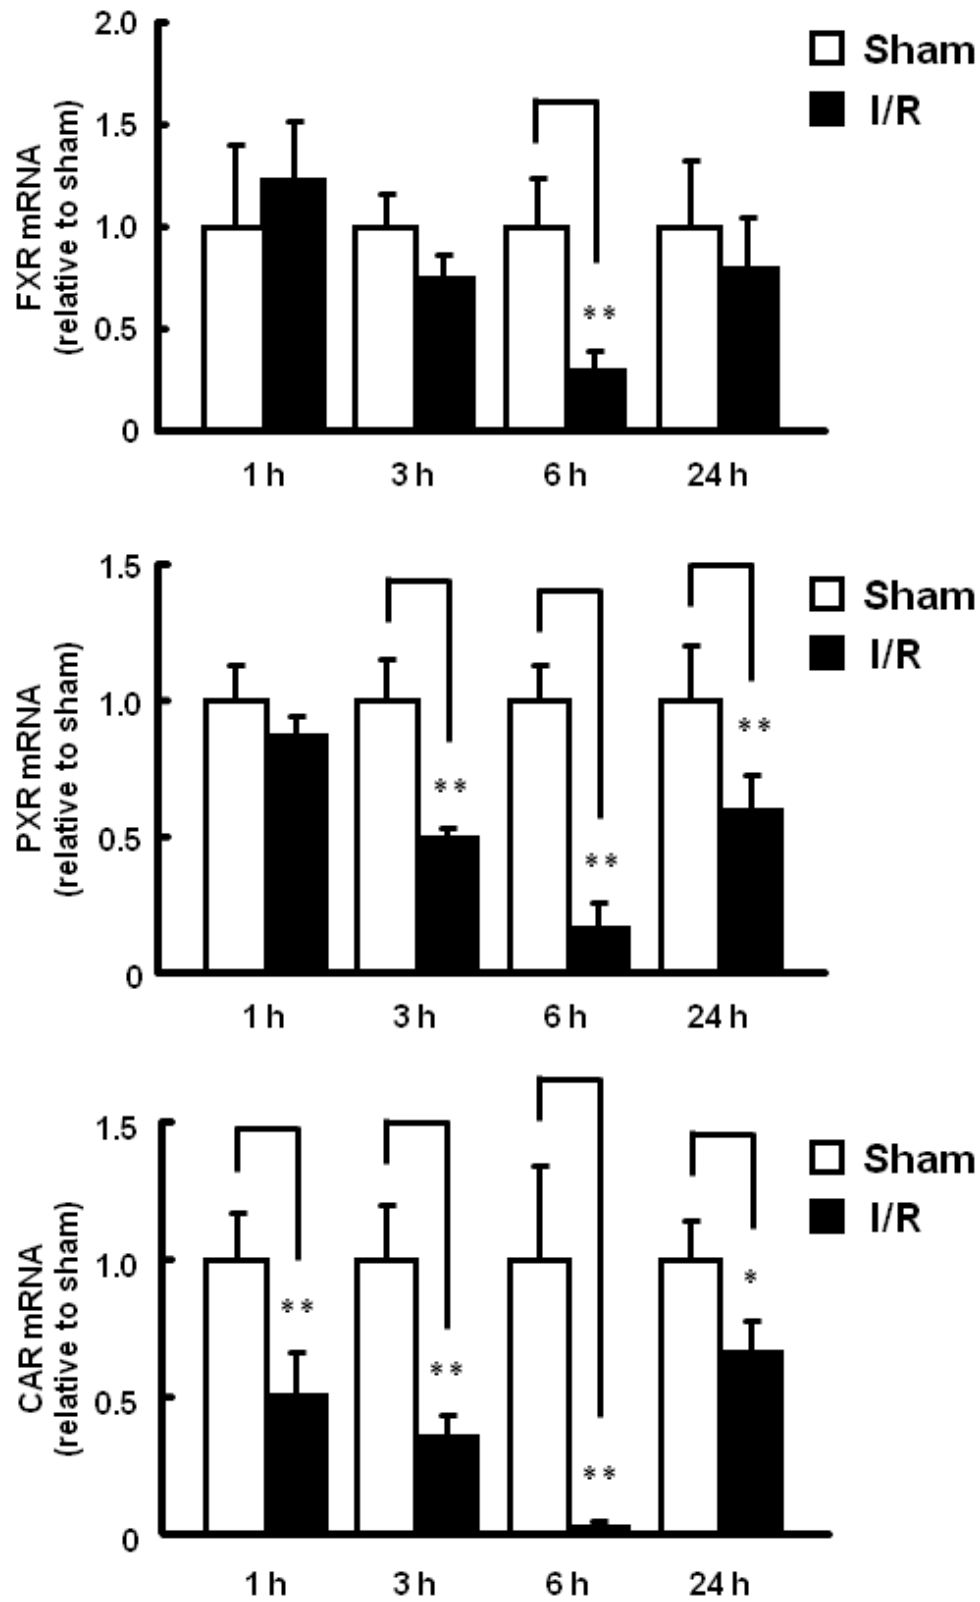 2.0
1.5
1.0
0.5
0
FXR mRNA
(relative to sham)
Sham
I/R
**
1 h
3 h
6 h
24 h
1.5
1.0
0.5
0
PXR mRNA
(relative to sham)
Sham
I/R
**
**
**
1 h
3 h
6 h
24 h
1.5
1.0
0.5
0
CAR mRNA
(relative to sham)
Sham
I/R
**
**
**
*
1 h
3 h
6 h
24 h